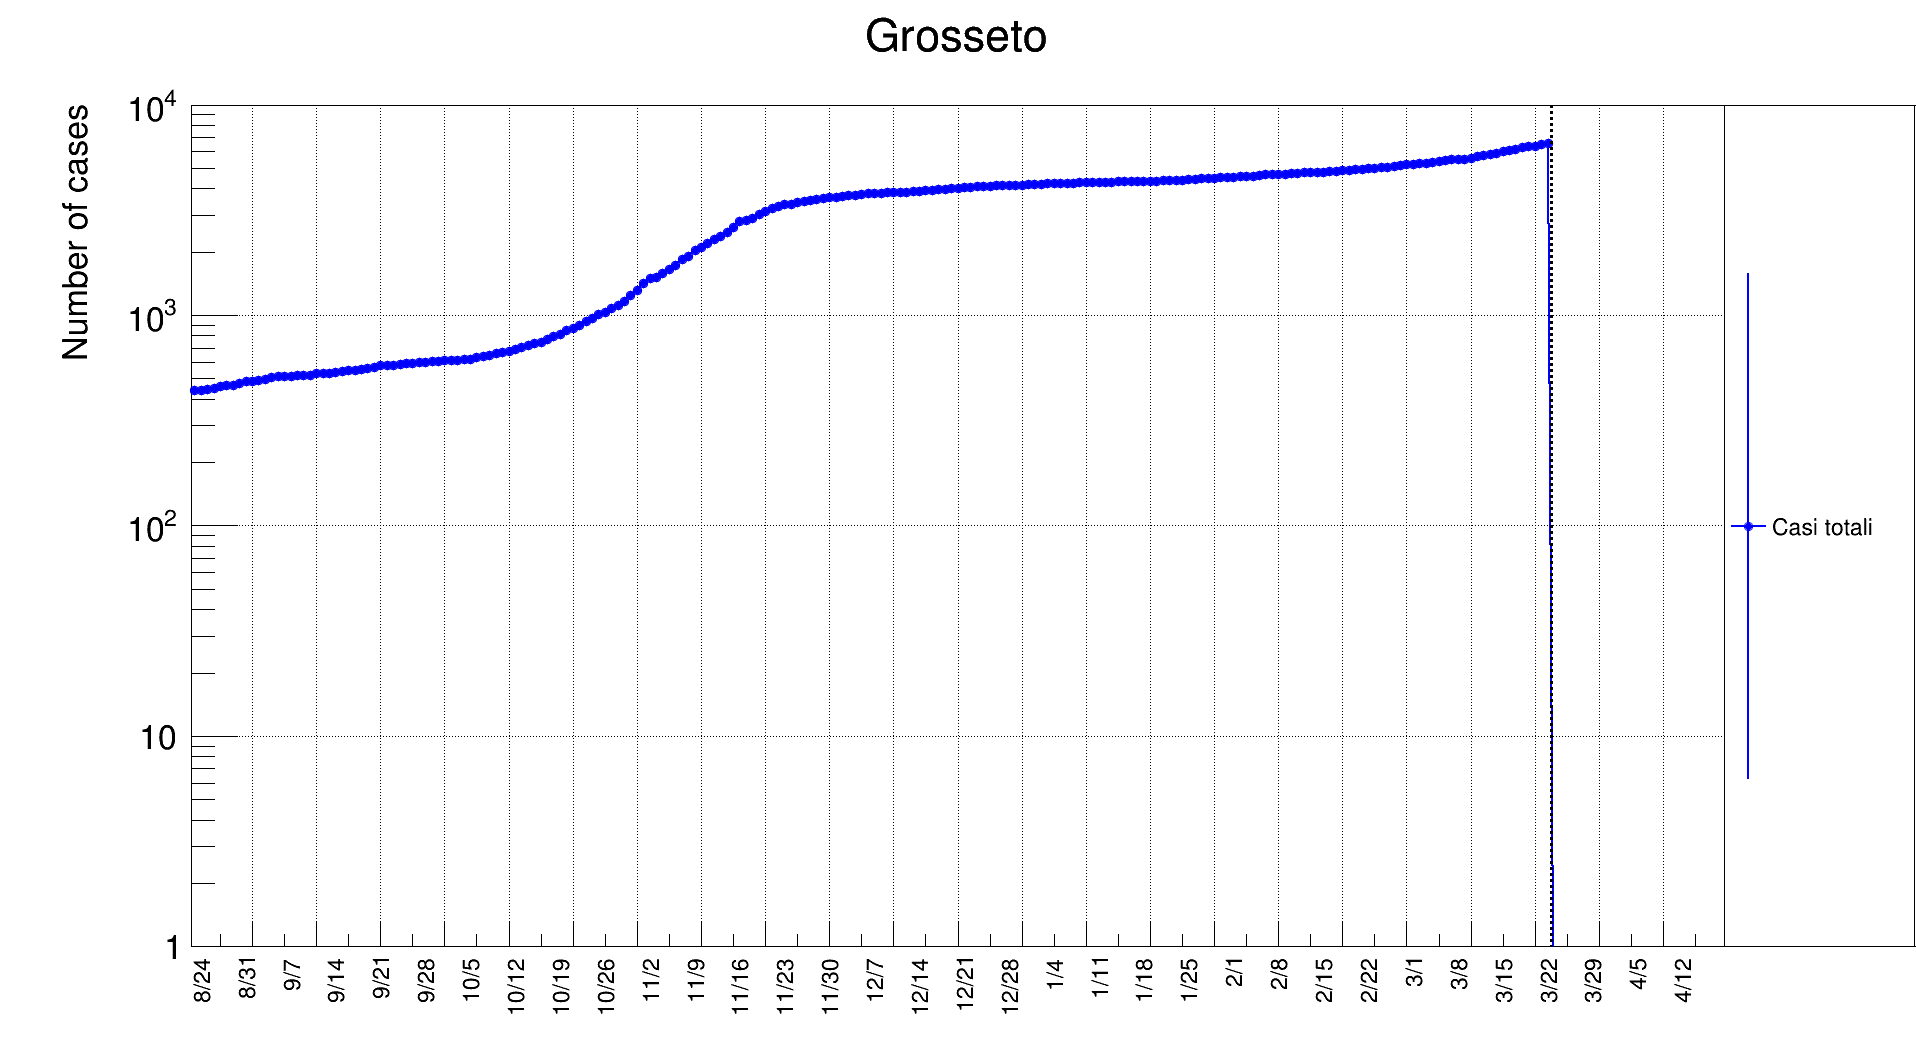 Grosseto
Number of cases
10^4
10^3
10^2
10
1
8/24 8/31 9/7 9/14 9/21 9/28 10/5 10/12 10/19 10/26 11/2 11/9 11/16 11/23 11/30 12/7 12/14 12/21 12/28 1/4 1/11 1/18 1/25 2/1 2/8 2/15 2/22 3/1 3/8 3/15 3/22 3/29 4/5 4/12
Casi totali